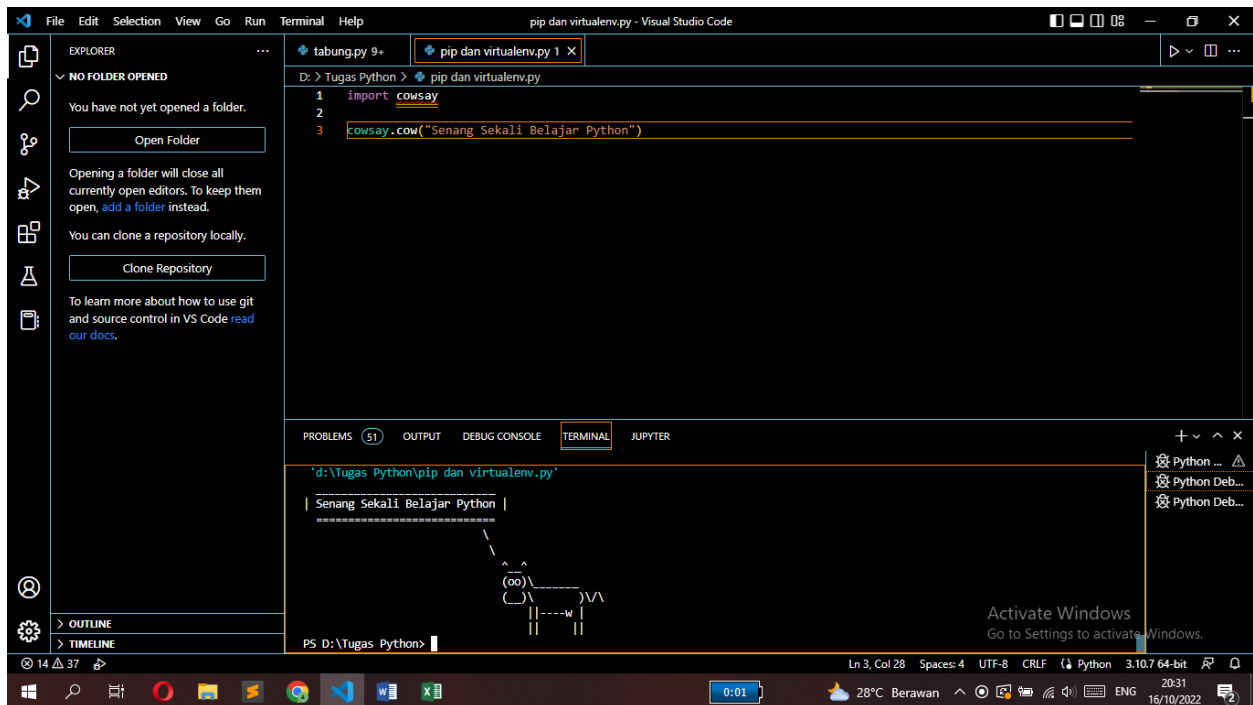 File Edit Selection View Go Run Terminal Help
pip dan virtualenv.py - Visual Studio Code
EXPLORER
NO FOLDER OPENED
You have not yet opened a folder.
Open Folder
Opening a folder will close all
currently open editors. To keep them
open, add a folder instead.
You can clone a repository locally.
Clone Repository
To learn more about how to use git
and source control in VS Code read
our docs.
OUTLINE
TIMELINE
tabung.py 9+
pip dan virtualenv.py 1
D: > Tugas Python > pip dan virtualenv.py
1 import cowsay
2
3 cowsay.cow("Senang Sekali Belajar Python")
PROBLEMS 51 OUTPUT DEBUG CONSOLE TERMINAL JUPYTER
'd:\Tugas Python\pip dan virtualenv.py'
  ____________________________
| Senang Sekali Belajar Python |
  ============================
                            \
                             \
                               ^__^
                               (oo)\_______
                               (__)\       )\/\
                                   ||----w |
                                   ||     ||
PS D:\Tugas Python>
Python ...
Python Deb...
Python Deb...
Activate Windows
Go to Settings to activate Windows.
14 37
Ln 3, Col 28 Spaces: 4 UTF-8 CRLF Python 3.10.7 64-bit
0:01
28°C Berawan
ENG
20:31
16/10/2022
2